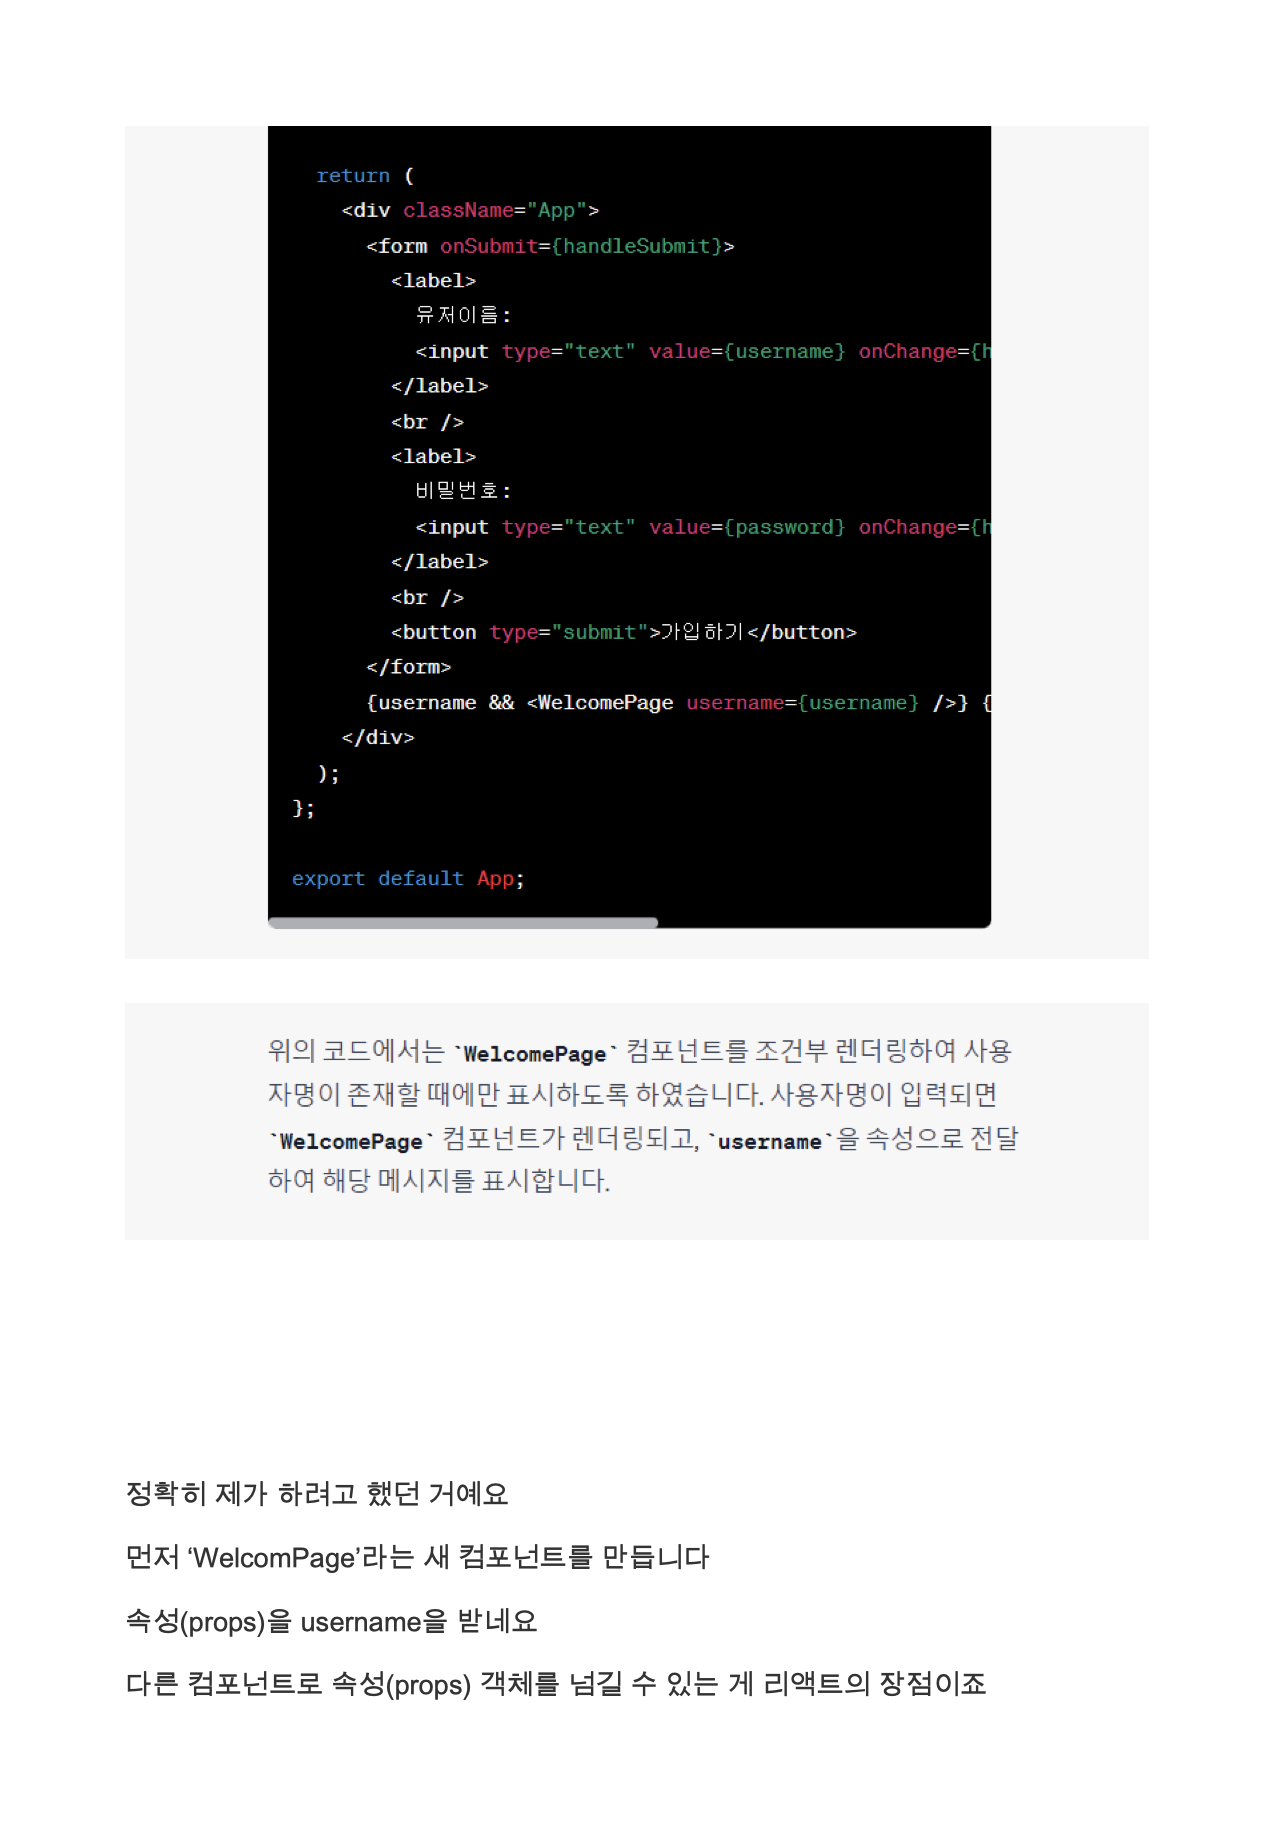 return (
<div className="App">
<form onSubmit={handleSubmit}>
<label>
유저이름:
<input type="text" value={username} onChange={h
</label>
<br />
<label>
비밀번호:
<input type="text" value={password} onChange={h
</label>
<br />
<button type="submit">가입하기</button>
</form>
{username && <WelcomePage username={username} />} {
</div>
);
};
export default App;
위의 코드에서는 `WelcomePage` 컴포넌트를 조건부 렌더링하여 사용
자명이 존재할 때에만 표시하도록 하였습니다. 사용자명이 입력되면
`WelcomePage` 컴포넌트가 렌더링되고, `username`을 속성으로 전달
하여 해당 메시지를 표시합니다.
정확히 제가 하려고 했던 거예요
먼저 ‘WelcomPage’라는 새 컴포넌트를 만듭니다
속성(props)을 username을 받네요
다른 컴포넌트로 속성(props) 객체를 넘길 수 있는 게 리액트의 장점이죠